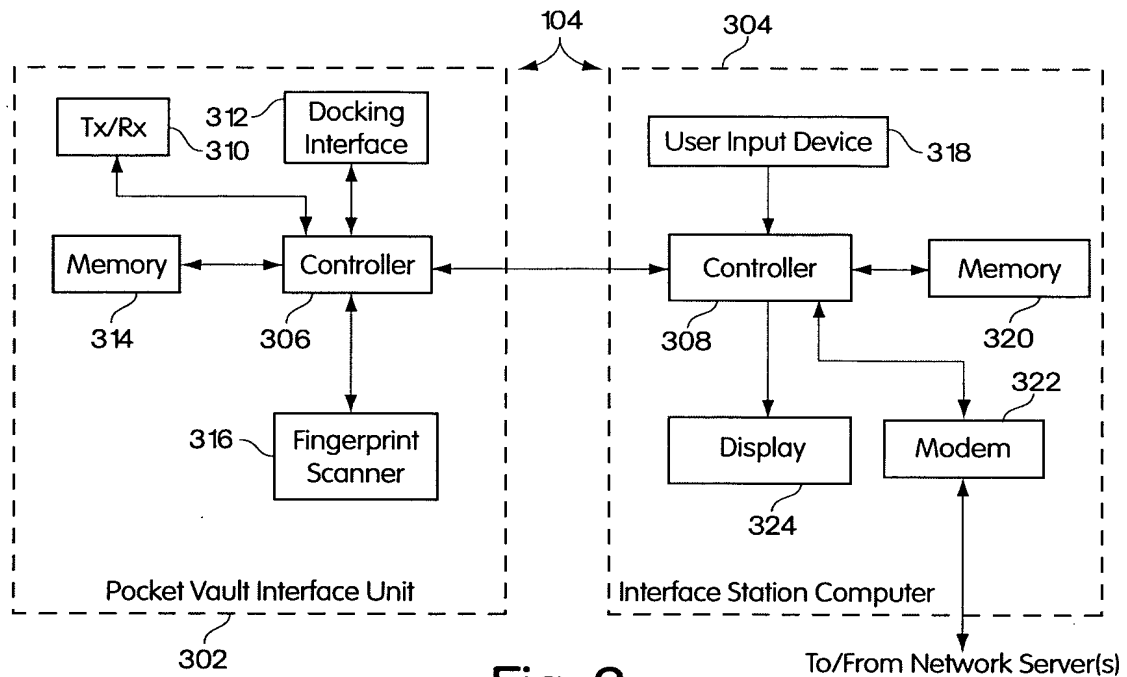 104
304
312
Docking
Interface
Tx/Rx
310
User Input Device
318
Memory
Controller
Controller
Memory
314
306
308
320
322
316
Fingerprint
Scanner
Display
Modem
324
Pocket Vault Interface Unit
Interface Station Computer
302
To/From Network Server(s)